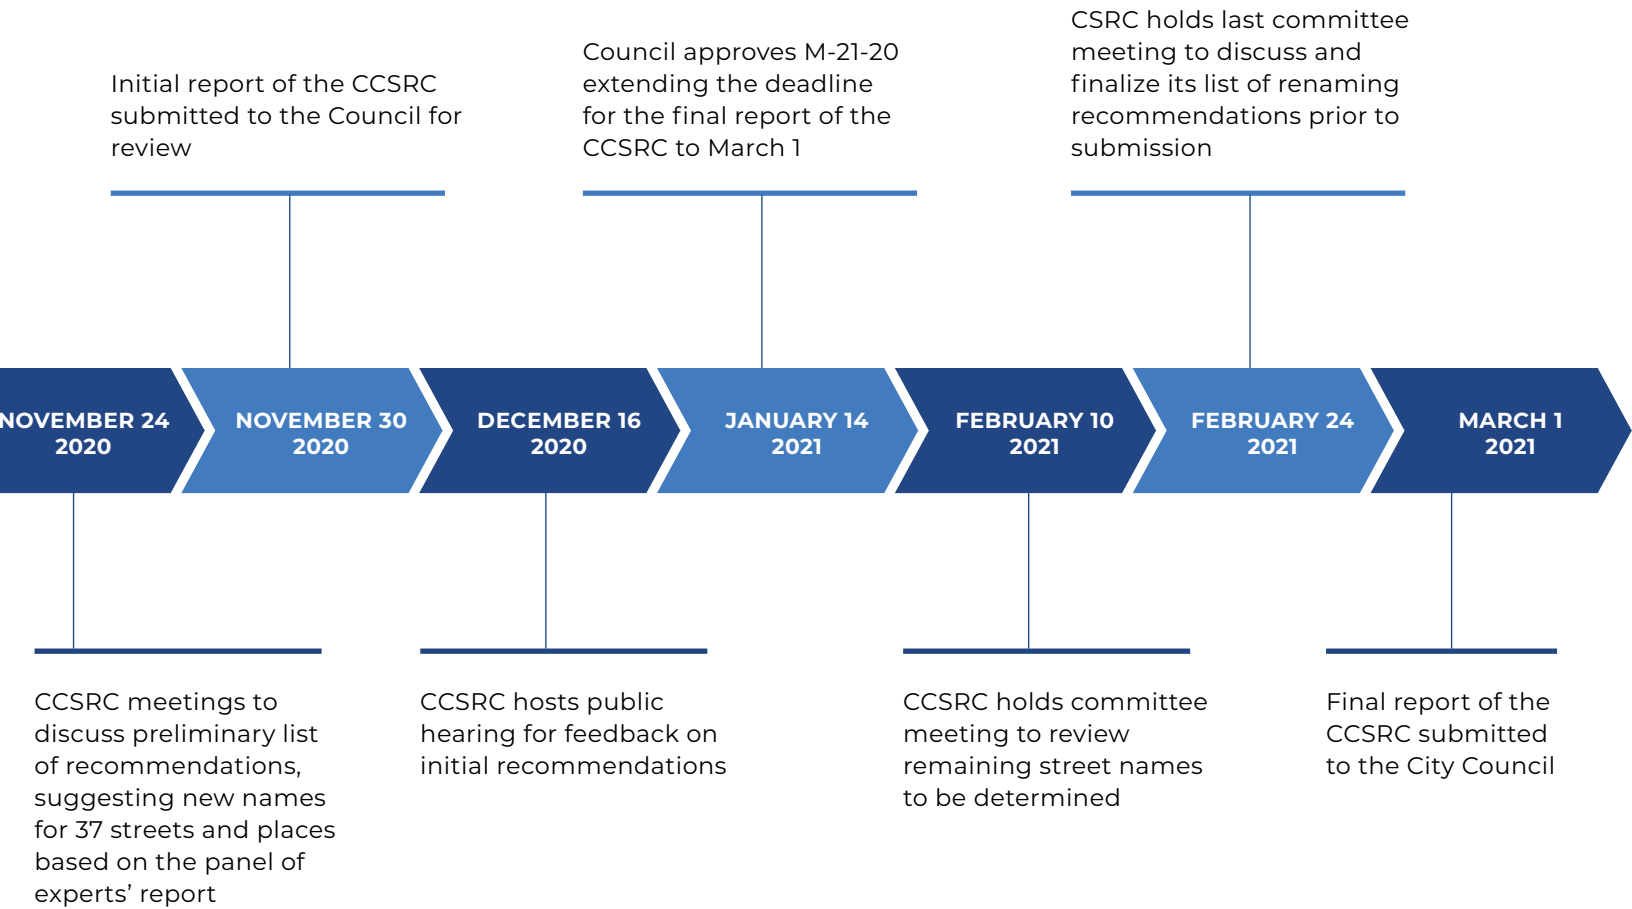 Initial report of the CCSRC
submitted to the Council for
review
Council approves M-21-20
extending the deadline
for the final report of the
CCSRC to March 1
CSRC holds last committee
meeting to discuss and
finalize its list of renaming
recommendations prior to
submission
NOVEMBER 24
2020
NOVEMBER 30
2020
DECEMBER 16
2020
JANUARY 14
2021
FEBRUARY 10
2021
FEBRUARY 24
2021
MARCH 1
2021
CCSRC meetings to
discuss preliminary list
of recommendations,
suggesting new names
for 37 streets and places
based on the panel of
experts’ report
CCSRC hosts public
hearing for feedback on
initial recommendations
CCSRC holds committee
meeting to review
remaining street names
to be determined
Final report of the
CCSRC submitted
to the City Council